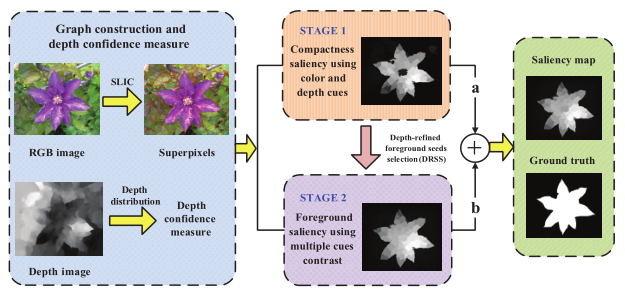 Graph construction and
depth confidence measure
SLIC
RGB image
Superpixels
Depth
distribution
Depth
confidence
measure
Depth image
STAGE 1
Compactness
saliency using
color and
depth cues
Depth-refined
foreground seeds
selection (DRSS)
STAGE 2
Foreground
saliency using
multiple cues
contrast
a
+
b
Saliency map
Ground truth